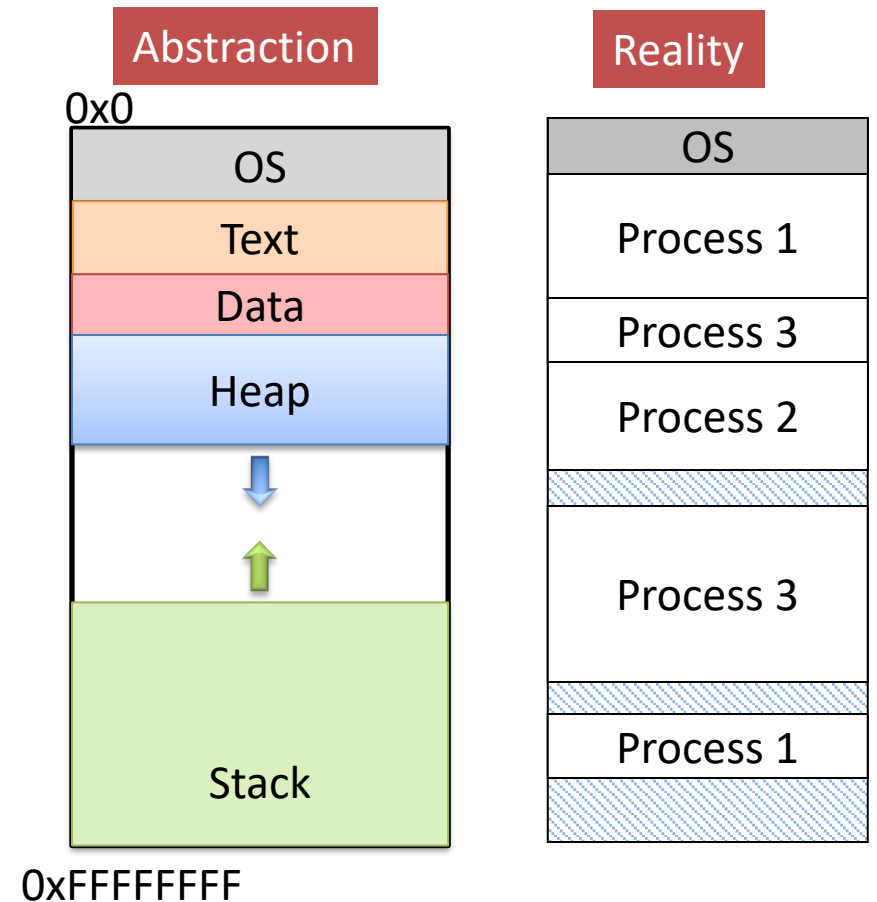 Abstraction
0x0
OS
Text
Data
Heap
Stack
0xFFFFFFFF
Reality
OS
Process 1
Process 3
Process 2
Process 3
Process 1